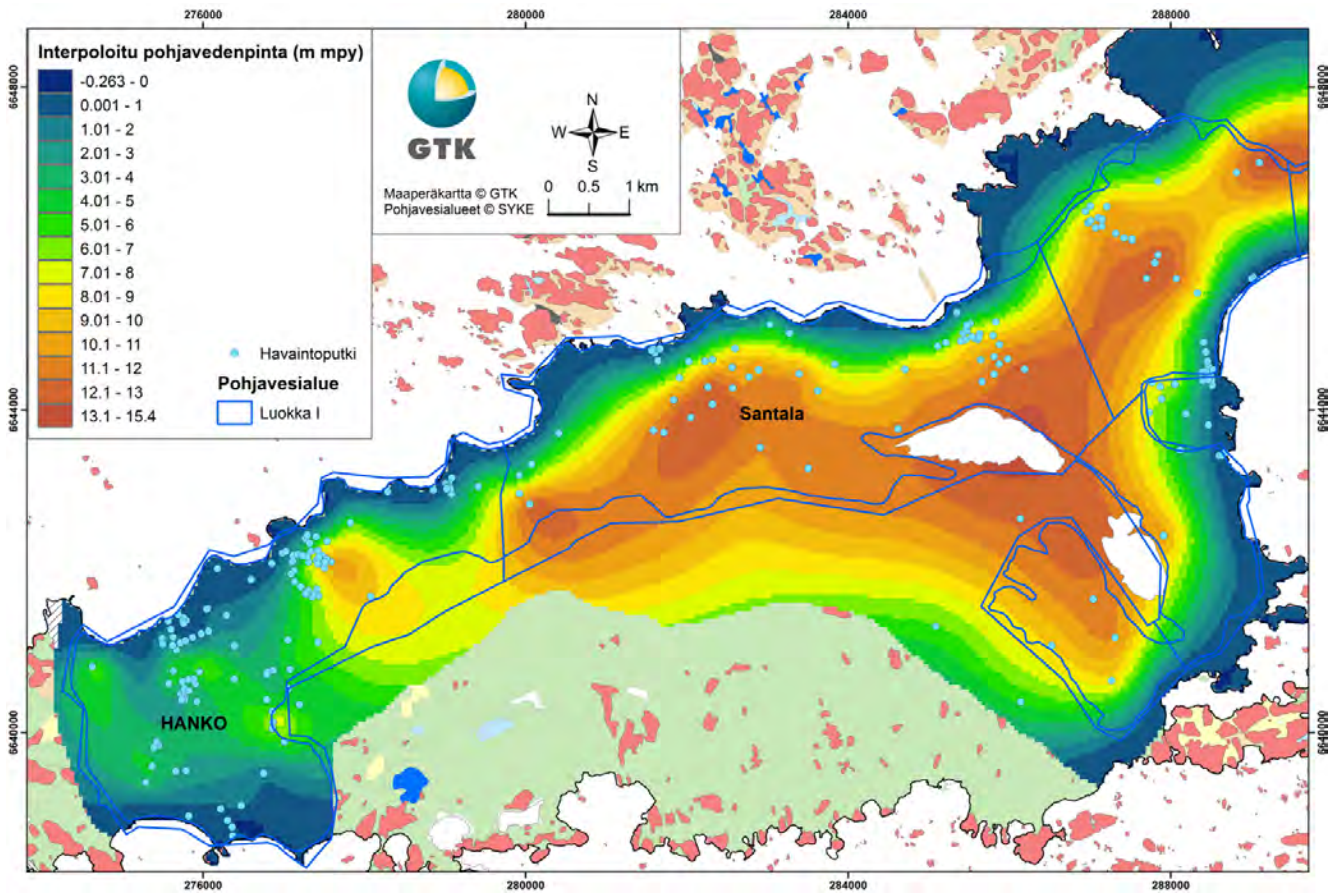 276000 280000 284000 288000
Interpoloitu pohjavedenpinta (m mpy)
-0.263 - 0
0.001 - 1
1.01 - 2
2.01 - 3
3.01 - 4
4.01 - 5
5.01 - 6
6.01 - 7
7.01 - 8
8.01 - 9
9.01 - 10
10.1 - 11
11.1 - 12
12.1 - 13
13.1 - 15.4
Havaintoputki
Pohjavesialue
Luokka I
GTK
N
W E
S
0 0.5 1 km
Maaperäkartta © GTK
Pohjavesialueet © SYKE
6648000 6648000
6644000 6644000
6640000 6640000
Santala
HANKO
276000 280000 284000 288000